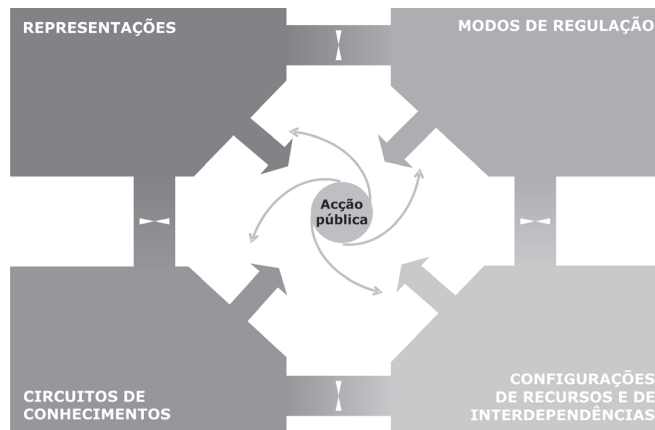 REPRESENTAÇÕES
MODOS DE REGULAÇÃO
Acção
pública
CIRCUITOS DE
CONHECIMENTOS
CONFIGURAÇÕES
DE RECURSOS E DE
INTERDEPENDÊNCIAS